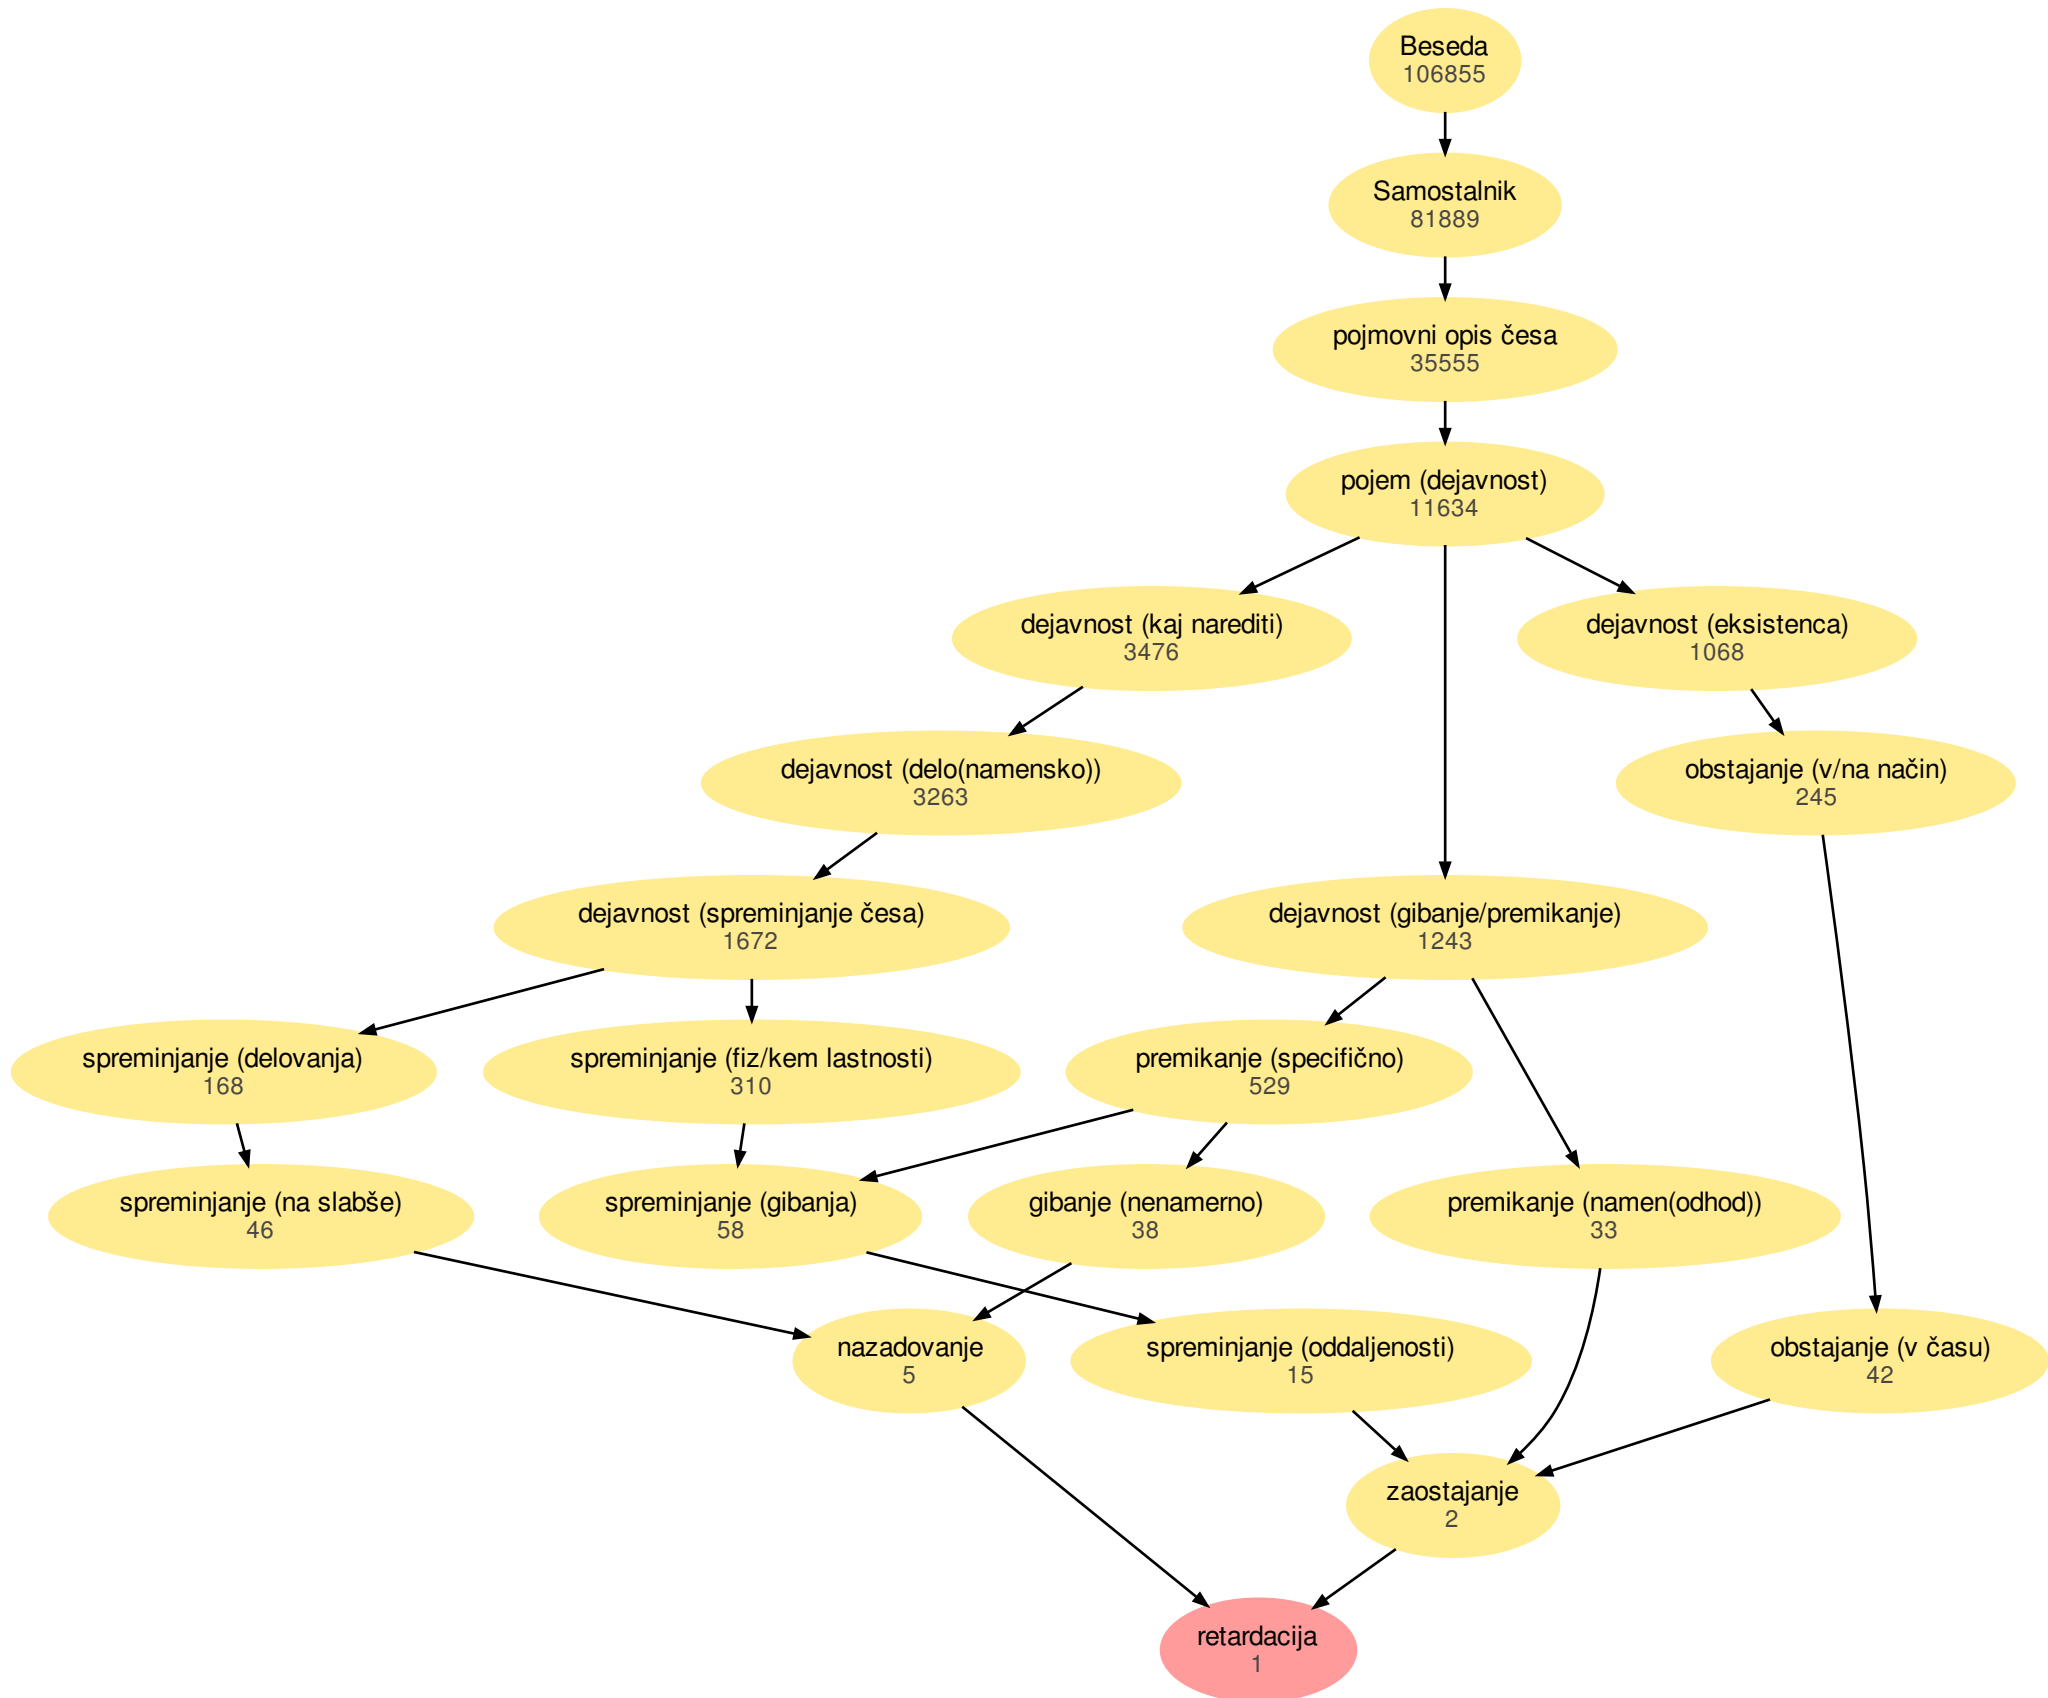 Beseda
106855
Samostalnik
81889
pojmovni opis česa
35555
pojem (dejavnost)
11634
dejavnost (kaj narediti)
3476
dejavnost (eksistenca)
1068
dejavnost (delo(namensko))
3263
obstajanje (v/na način)
245
dejavnost (spreminjanje česa)
1672
dejavnost (gibanje/premikanje)
1243
spreminjanje (delovanja)
168
spreminjanje (fiz/kem lastnosti)
310
premikanje (specifično)
529
spreminjanje (na slabše)
46
spreminjanje (gibanja)
58
gibanje (nenamerno)
38
premikanje (namen(odhod))
33
nazadovanje
5
spreminjanje (oddaljenosti)
15
obstajanje (v času)
42
zaostajanje
2
retardacija
1